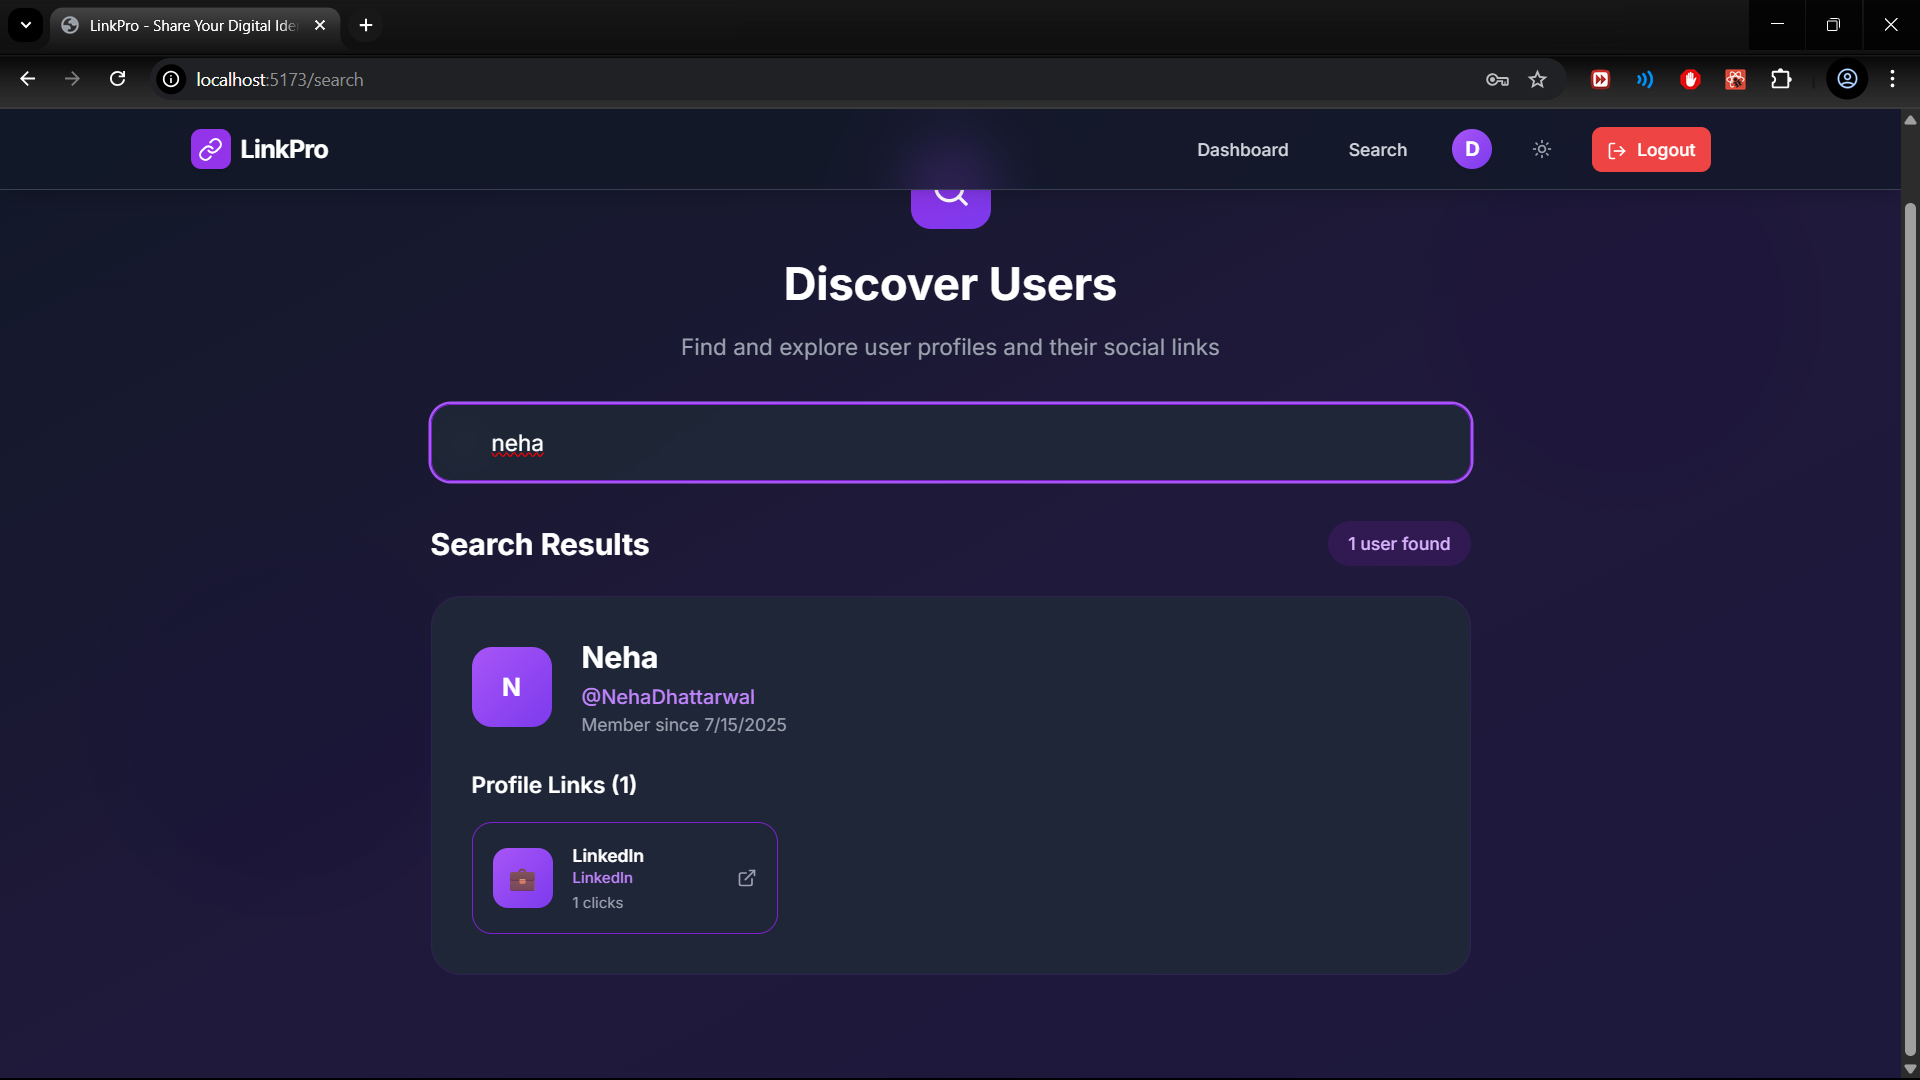 LinkPro - Share Your Digital Ide
localhost:5173/search
LinkPro
Dashboard
Search
D
Logout
Discover Users
Find and explore user profiles and their social links
neha
Search Results
1 user found
N
Neha
@NehaDhattarwal
Member since 7/15/2025
Profile Links (1)
LinkedIn
LinkedIn
1 clicks